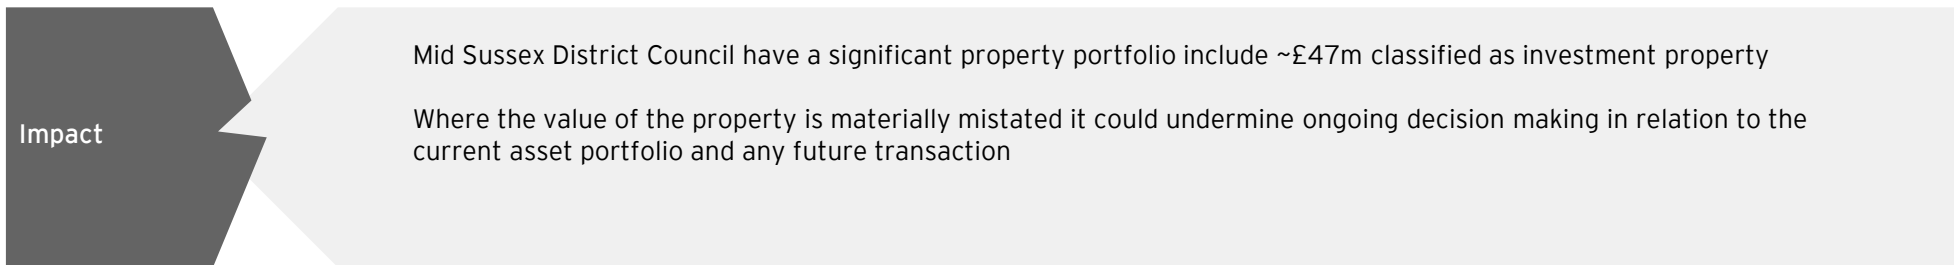 Impact
Mid Sussex District Council have a significant property portfolio include ~£47m classified as investment property
Where the value of the property is materially mistated it could undermine ongoing decision making in relation to the
current asset portfolio and any future transaction